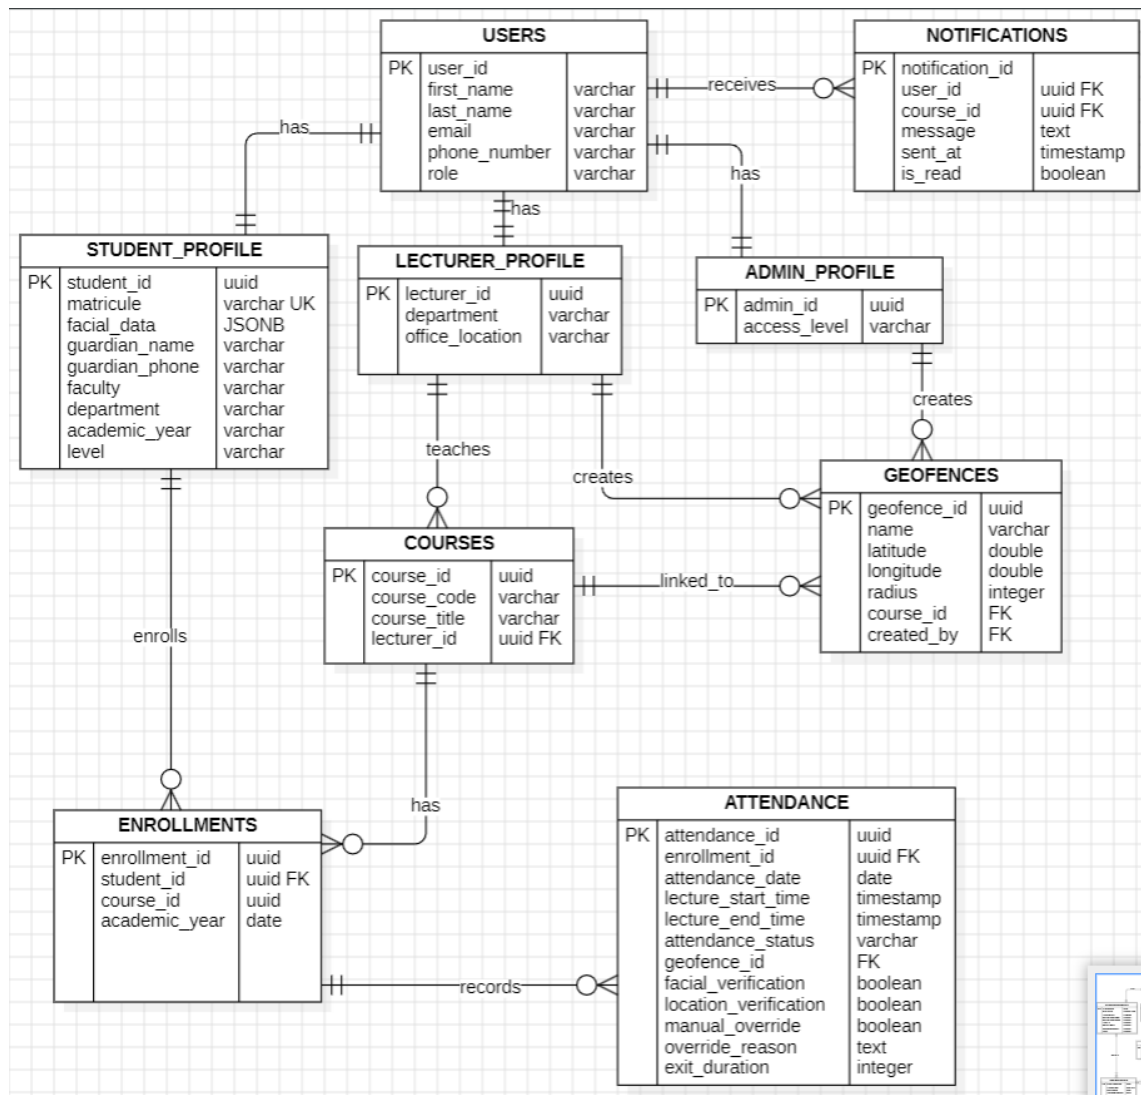 USERS
PK user_id
first_name varchar
last_name varchar
email varchar
phone_number varchar
role varchar
NOTIFICATIONS
PK notification_id
user_id uuid FK
course_id uuid FK
message text
sent_at timestamp
is_read boolean
receives
has
has
has
STUDENT_PROFILE
PK student_id uuid
matricule varchar UK
facial_data JSONB
guardian_name varchar
guardian_phone varchar
faculty varchar
department varchar
academic_year varchar
level varchar
LECTURER_PROFILE
PK lecturer_id uuid
department varchar
office_location varchar
ADMIN_PROFILE
PK admin_id uuid
access_level varchar
creates
teaches
creates
GEOFENCES
PK geofence_id uuid
name varchar
latitude double
longitude double
radius integer
course_id FK
created_by FK
COURSES
PK course_id uuid
course_code varchar
course_title varchar
lecturer_id uuid FK
linked_to
enrolls
has
ENROLLMENTS
PK enrollment_id uuid
student_id uuid FK
course_id uuid
academic_year date
records
ATTENDANCE
PK attendance_id uuid
enrollment_id uuid FK
attendance_date date
lecture_start_time timestamp
lecture_end_time timestamp
attendance_status varchar
geofence_id FK
facial_verification boolean
location_verification boolean
manual_override boolean
override_reason text
exit_duration integer